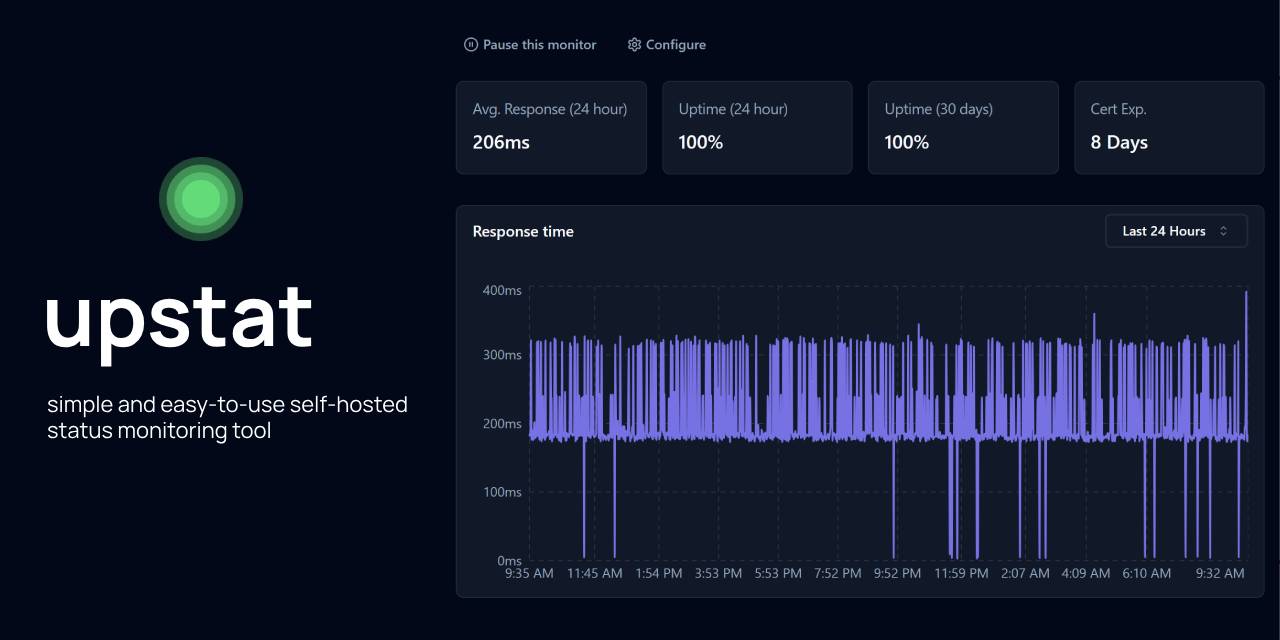 upstat
simple and easy-to-use self-hosted
status monitoring tool
Pause this monitor
Configure
Avg. Response (24 hour)
206ms
Uptime (24 hour)
100%
Uptime (30 days)
100%
Cert Exp.
8 Days
Response time
Last 24 Hours
400ms
300ms
200ms
100ms
0ms
9:35 AM 11:45 AM 1:54 PM 3:53 PM 5:53 PM 7:52 PM 9:52 PM 11:59 PM 2:07 AM 4:09 AM 6:10 AM 9:32 AM